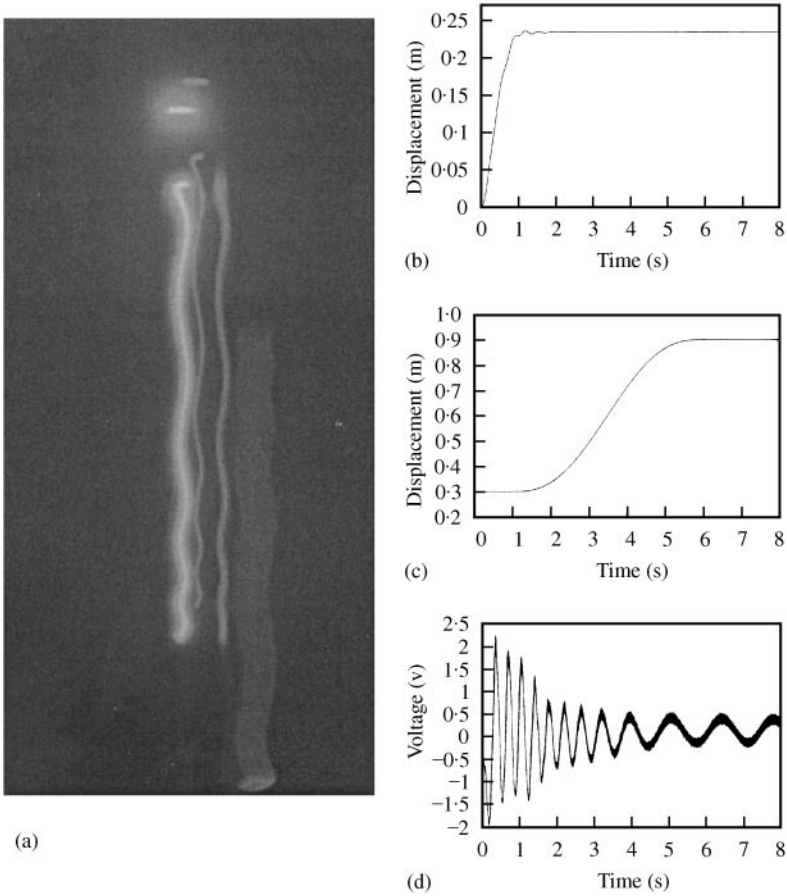 (a)
0·25
0·2
0·15
0·1
0·05
0
Displacement (m)
0 1 2 3 4 5 6 7 8
(b) Time (s)
1·0
0·9
0·8
0·7
0·6
0·5
0·4
0·3
0·2
Displacement (m)
0 1 2 3 4 5 6 7 8
(c) Time (s)
2·5
2
1·5
1
0·5
0
−0·5
−1
−1·5
−2
Voltage (v)
0 1 2 3 4 5 6 7 8
(d) Time (s)